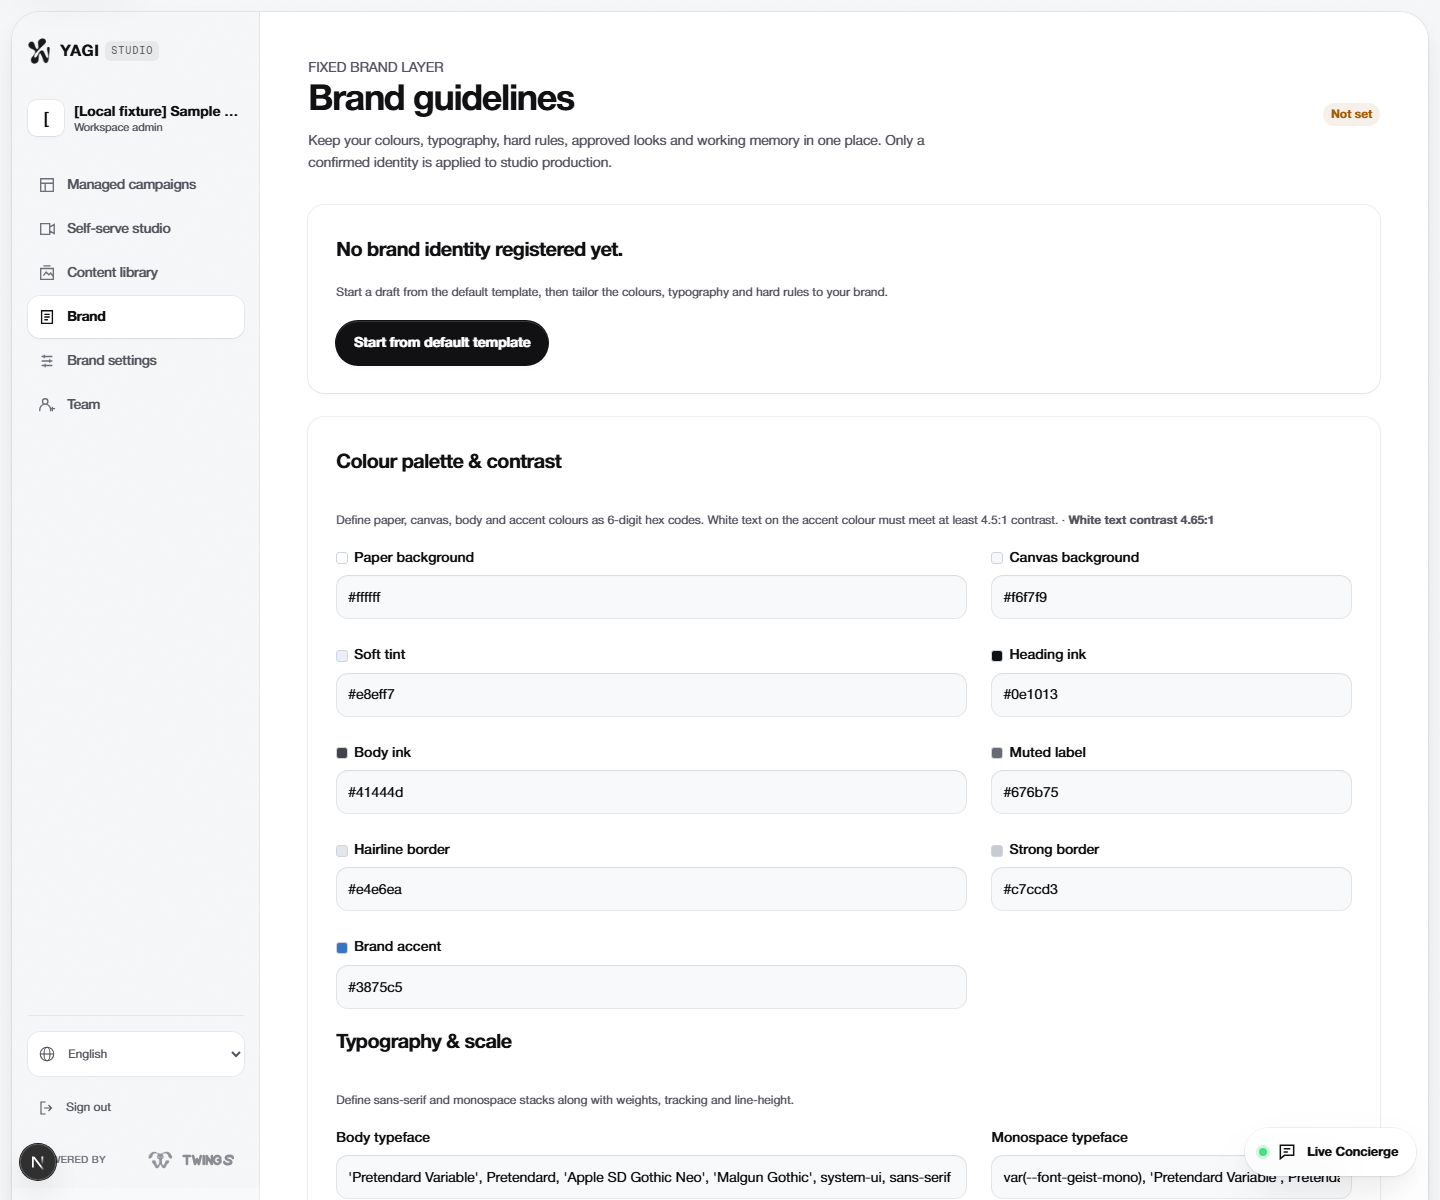 YAGI STUDIO
[
[Local fixture] Sample ...
Workspace admin
Managed campaigns
Self-serve studio
Content library
Brand
Brand settings
Team
English
Sign out
N
WERED BY
TWINGS
FIXED BRAND LAYER
Brand guidelines
Not set
Keep your colours, typography, hard rules, approved looks and working memory in one place. Only a
confirmed identity is applied to studio production.
No brand identity registered yet.
Start a draft from the default template, then tailor the colours, typography and hard rules to your brand.
Start from default template
Colour palette & contrast
Define paper, canvas, body and accent colours as 6-digit hex codes. White text on the accent colour must meet at least 4.5:1 contrast. · White text contrast 4.65:1
Paper background
#ffffff
Canvas background
#f6f7f9
Soft tint
#e8eff7
Heading ink
#0e1013
Body ink
#41444d
Muted label
#676b75
Hairline border
#e4e6ea
Strong border
#c7ccd3
Brand accent
#3875c5
Typography & scale
Define sans-serif and monospace stacks along with weights, tracking and line-height.
Body typeface
'Pretendard Variable', Pretendard, 'Apple SD Gothic Neo', 'Malgun Gothic', system-ui, sans-serif
Monospace typeface
var(--font-geist-mono), 'Pretendard Variable', Pretenda
Live Concierge